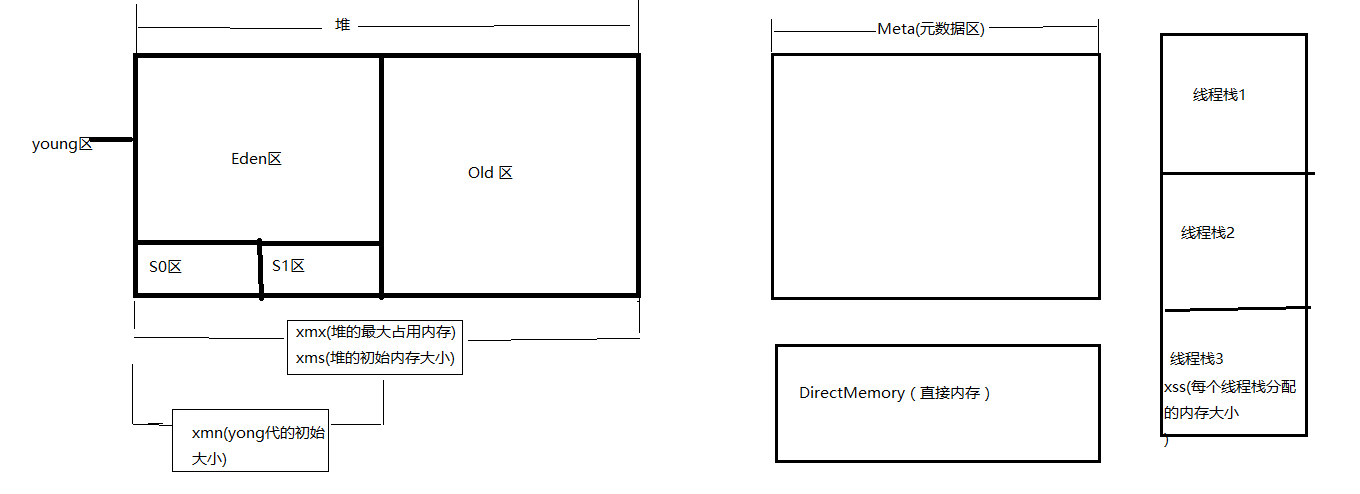 堆
young区
Eden区
Old 区
S0区
S1区
xmx(堆的最大占用内存)
xms(堆的初始内存大小)
xmn(yong代的初始
大小)
Meta(元数据区)
DirectMemory（直接内存）
线程栈1
线程栈2
线程栈3
xss(每个线程栈分配
的内存大小
)